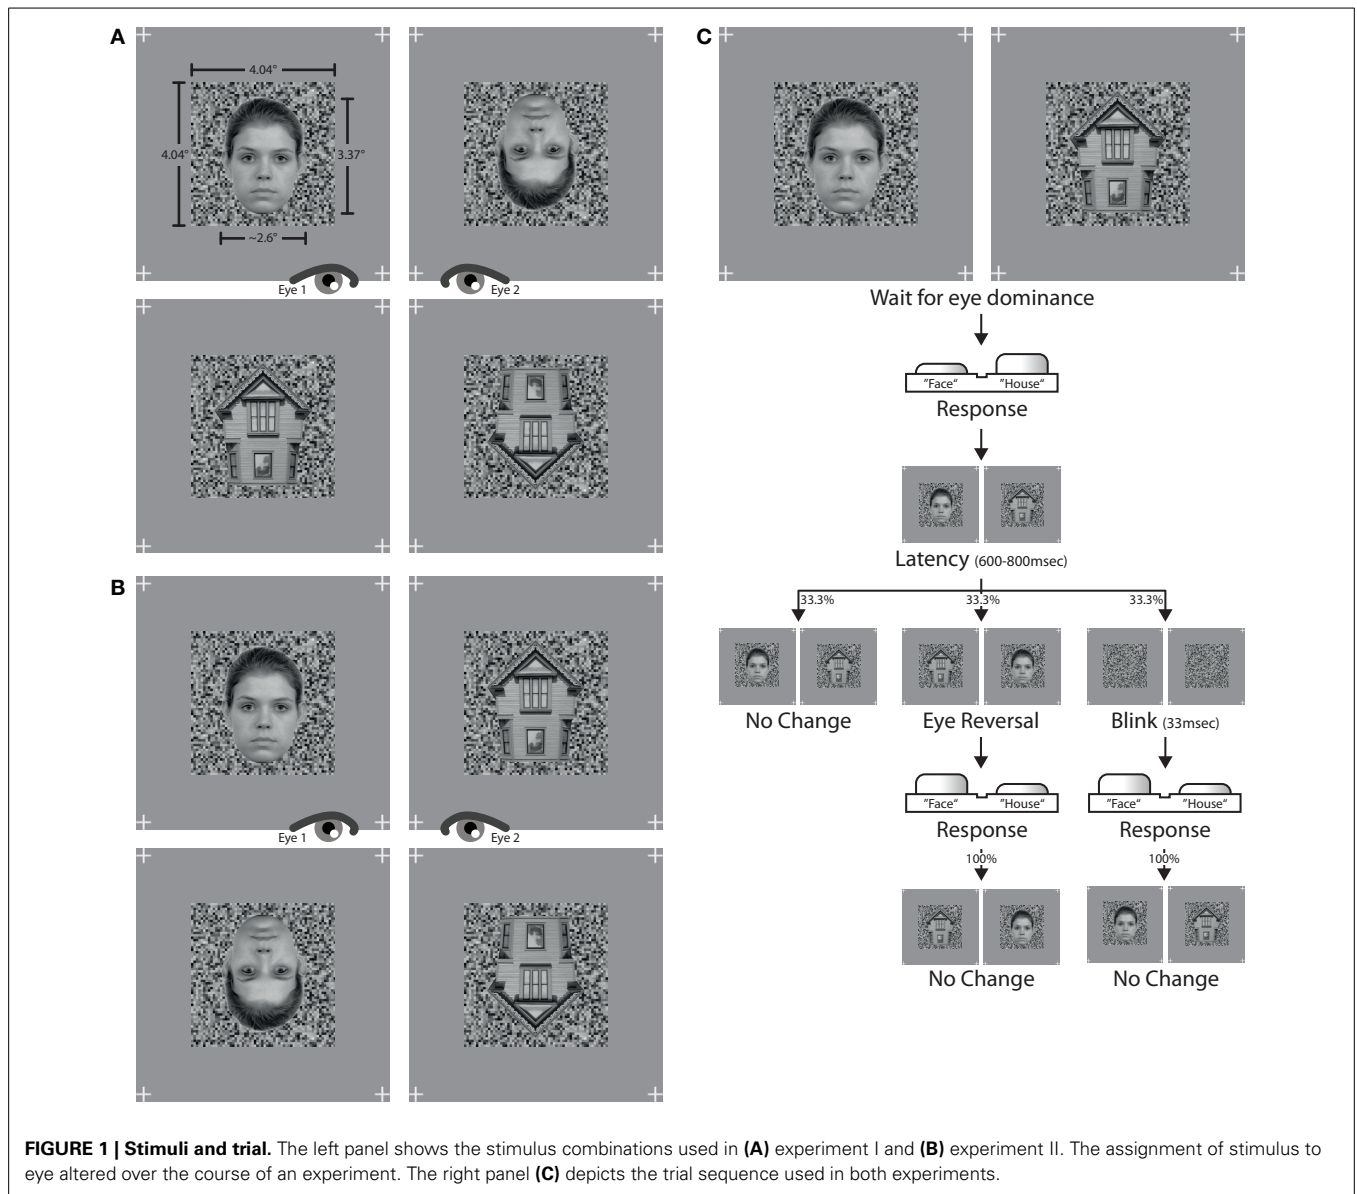 A
4.04°
4.04°
3.37°
~2.6°
Eye 1
Eye 2
B
Eye 1
Eye 2
C
Wait for eye dominance
"Face“
"House“
Response
Latency (600-800msec)
33.3%
33.3%
33.3%
No Change
Eye Reversal
Blink (33msec)
"Face“
"House“
"Face“
"House“
Response
Response
100%
100%
No Change
No Change
FIGURE 1 | Stimuli and trial. The left panel shows the stimulus combinations used in (A) experiment I and (B) experiment II. The assignment of stimulus to
eye altered over the course of an experiment. The right panel (C) depicts the trial sequence used in both experiments.